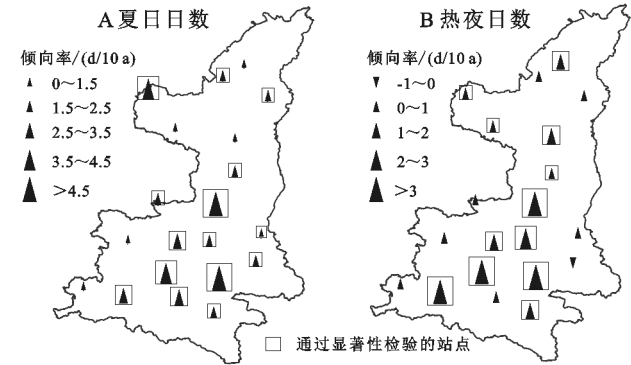 A 夏日日数
倾向率/(d/10 a)
0～1.5
1.5～2.5
2.5～3.5
3.5～4.5
>4.5
B 热夜日数
倾向率/(d/10 a)
-1～0
0～1
1～2
2～3
>3
通过显著性检验的站点